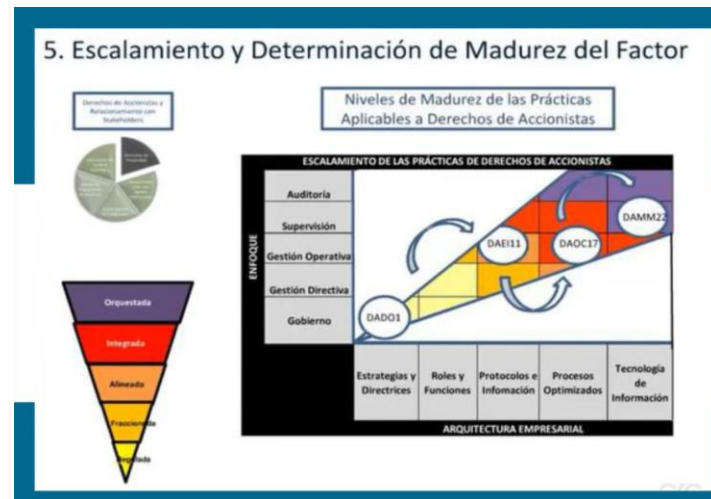 5. Escalamiento y Determinación de Madurez del Factor
Derechos de Accionistas y
Relacionamiento con
Stakeholders
Niveles de Madurez de las Prácticas
Aplicables a Derechos de Accionistas
ESCALAMIENTO DE LAS PRÁCTICAS DE DERECHOS DE ACCIONISTAS
ENFOQUE
Auditoría
Supervisión
Gestión Operativa
Gestión Directiva
Gobierno
DADO1
DAEI11
DAOC17
DAMM22
Estrategias y
Directrices
Roles y
Funciones
Protocolos e
Infomación
Procesos
Optimizados
Tecnología
de
Información
ARQUITECTURA EMPRESARIAL
Orquestada
Integrada
Alineada
Fraccionada